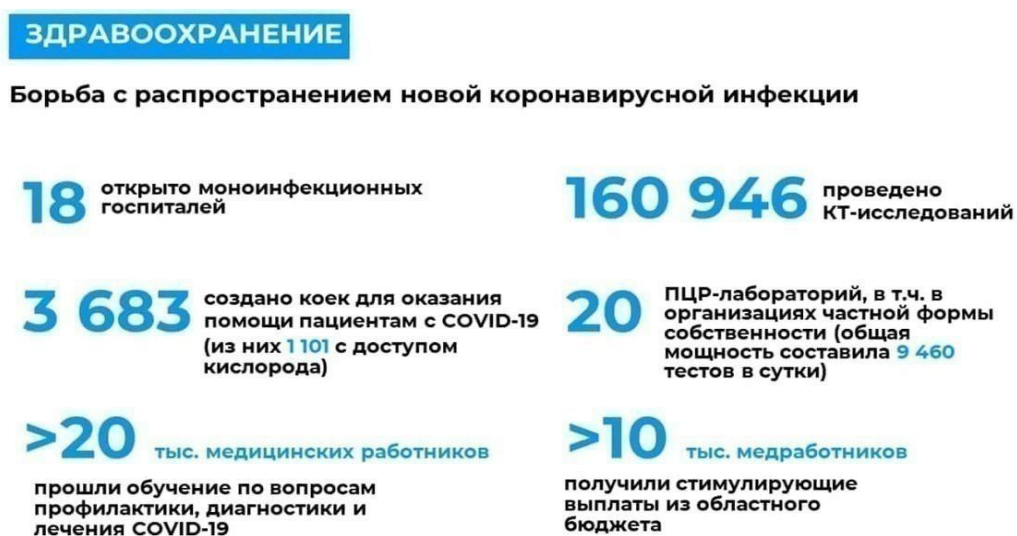 ЗДРАВООХРАНЕНИЕ
Борьба с распространением новой коронавирусной инфекции
18 открыто моноинфекционных
госпиталей
160 946 проведено
КТ-исследований
3 683 создано коек для оказания
помощи пациентам с COVID-19
(из них 1 101 с доступом
кислорода)
20 ПЦР-лабораторий, в т.ч. в
организациях частной формы
собственности (общая
мощность составила 9 460
тестов в сутки)
>20 тыс. медицинских работников
прошли обучение по вопросам
профилактики, диагностики и
лечения COVID-19
>10 тыс. медработников
получили стимулирующие
выплаты из областного
бюджета